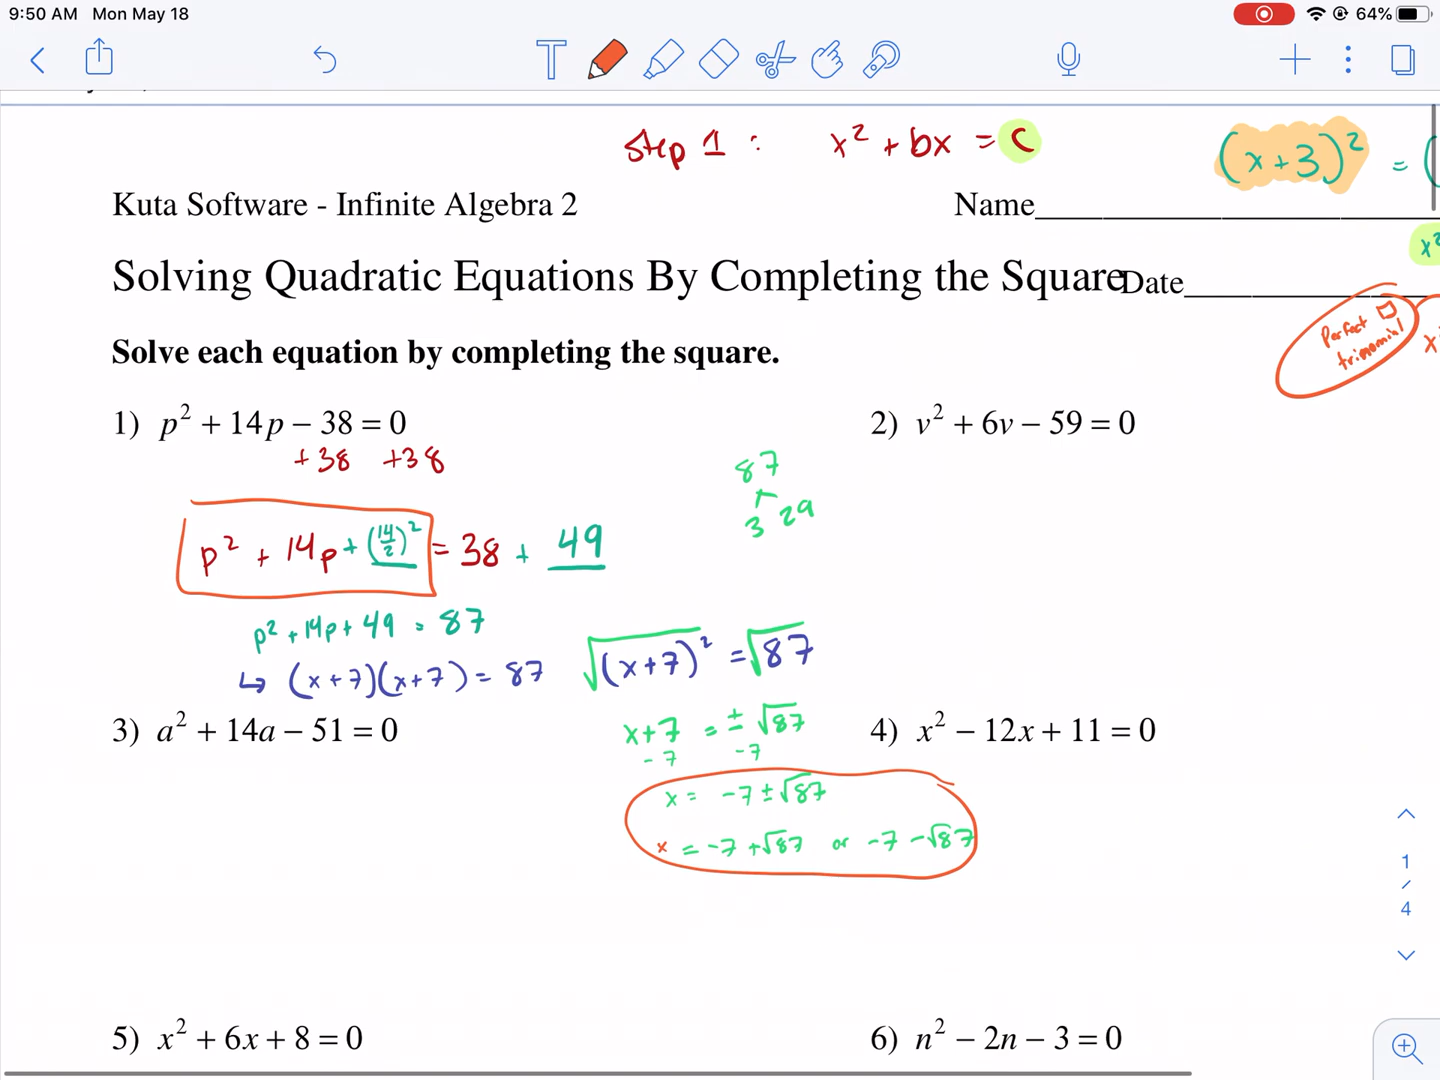 9:50 AM Mon May 18
64%
Step 1 : x² + bx = c
(x+3)² = (
Kuta Software - Infinite Algebra 2
Name
x²
Solving Quadratic Equations By Completing the Square
Date
Perfect □ trinomial
Solve each equation by completing the square.
1) p² + 14p − 38 = 0
+38 +38
2) v² + 6v − 59 = 0
87
3 29
p² + 14p + (14/2)² = 38 + 49
p² + 14p + 49 = 87
↳ (x+7)(x+7) = 87
√(x+7)² = √87
3) a² + 14a − 51 = 0
x+7 = ± √87
-7 -7
4) x² − 12x + 11 = 0
x = -7 ± √87
x = -7 + √87 or -7 - √87
1
/
4
5) x² + 6x + 8 = 0
6) n² − 2n − 3 = 0